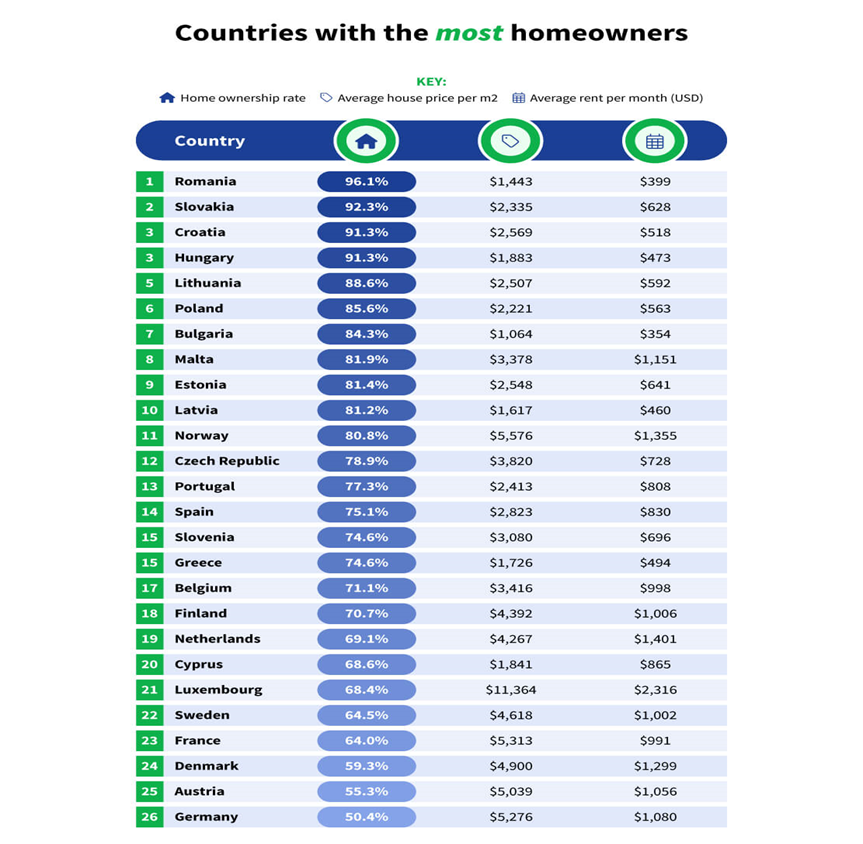 Countries with the most homeowners
KEY:
Home ownership rate Average house price per m2 Average rent per month (USD)
Country
1 Romania 96.1% $1,443 $399
2 Slovakia 92.3% $2,335 $628
3 Croatia 91.3% $2,569 $518
3 Hungary 91.3% $1,883 $473
5 Lithuania 88.6% $2,507 $592
6 Poland 85.6% $2,221 $563
7 Bulgaria 84.3% $1,064 $354
8 Malta 81.9% $3,378 $1,151
9 Estonia 81.4% $2,548 $641
10 Latvia 81.2% $1,617 $460
11 Norway 80.8% $5,576 $1,355
12 Czech Republic 78.9% $3,820 $728
13 Portugal 77.3% $2,413 $808
14 Spain 75.1% $2,823 $830
15 Slovenia 74.6% $3,080 $696
15 Greece 74.6% $1,726 $494
17 Belgium 71.1% $3,416 $998
18 Finland 70.7% $4,392 $1,006
19 Netherlands 69.1% $4,267 $1,401
20 Cyprus 68.6% $1,841 $865
21 Luxembourg 68.4% $11,364 $2,316
22 Sweden 64.5% $4,618 $1,002
23 France 64.0% $5,313 $991
24 Denmark 59.3% $4,900 $1,299
25 Austria 55.3% $5,039 $1,056
26 Germany 50.4% $5,276 $1,080